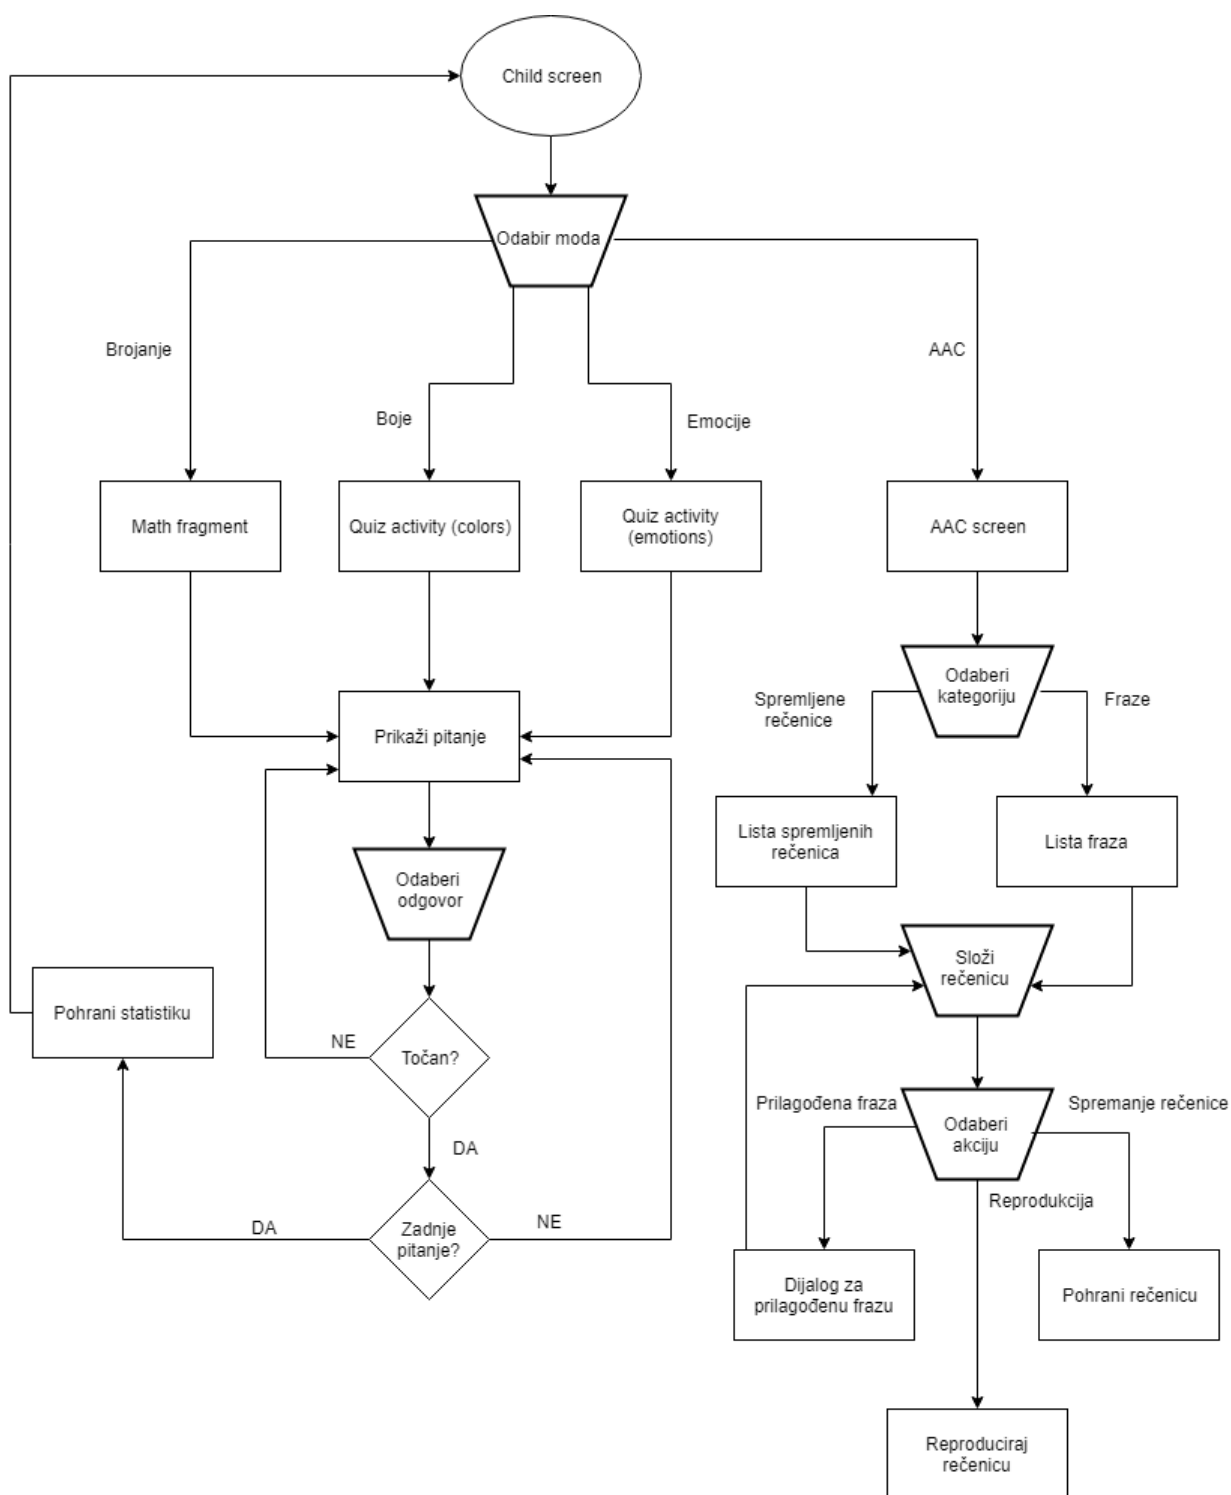 Child screen
Odabir moda
Brojanje
AAC
Boje
Emocije
Math fragment
Quiz activity (colors)
Quiz activity
(emotions)
AAC screen
Odaberi
kategoriju
Spremljene
rečenice
Fraze
Prikaži pitanje
Lista spremljenih
rečenica
Lista fraza
Odaberi
odgovor
Složi
rečenicu
Pohrani statistiku
NE
Točan?
DA
Prilagođena fraza
Odaberi
akciju
Spremanje rečenice
Reprodukcija
DA
Zadnje
pitanje?
NE
Dijalog za
prilagođenu frazu
Pohrani rečenicu
Reproduciraj
rečenicu